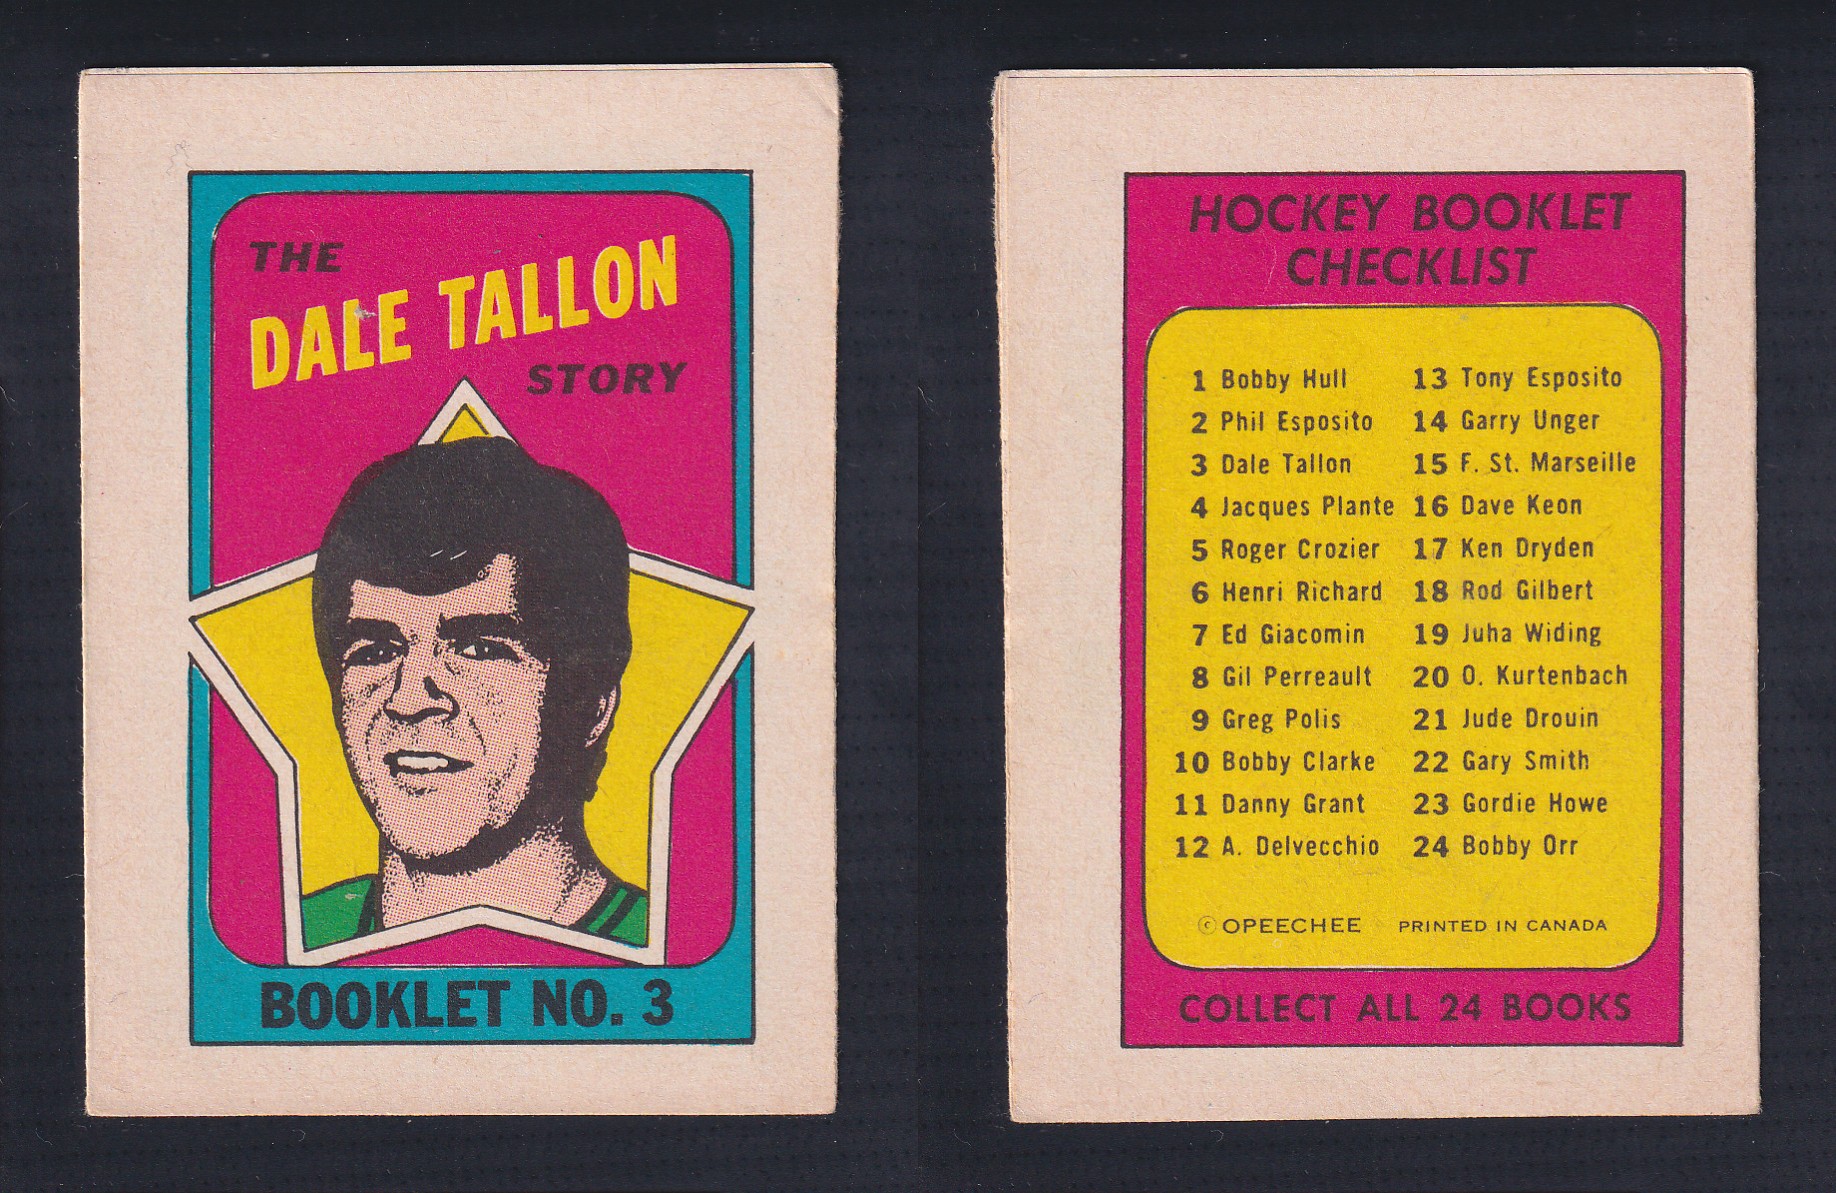 THE
DALE TALLON
STORY
BOOKLET NO. 3
HOCKEY BOOKLET
CHECKLIST
1 Bobby Hull
2 Phil Esposito
3 Dale Tallon
4 Jacques Plante
5 Roger Crozier
6 Henri Richard
7 Ed Giacomin
8 Gil Perreault
9 Greg Polis
10 Bobby Clarke
11 Danny Grant
12 A. Delvecchio
13 Tony Esposito
14 Garry Unger
15 F. St. Marseille
16 Dave Keon
17 Ken Dryden
18 Rod Gilbert
19 Juha Widing
20 O. Kurtenbach
21 Jude Drouin
22 Gary Smith
23 Gordie Howe
24 Bobby Orr
© OPEECHEE PRINTED IN CANADA
COLLECT ALL 24 BOOKS